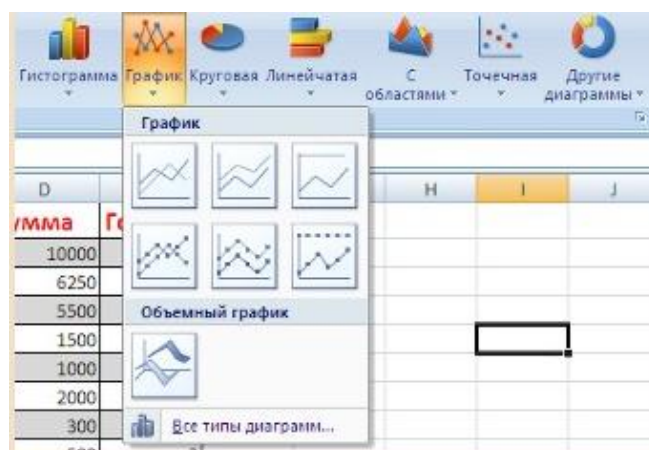 Гистограмма График Круговая Линейчатая С областями Точечная Другие диаграммы
График
D H I J
умма Го
10000
6250
5500
Объемный график
1500
1000
2000
300
Все типы диаграмм...